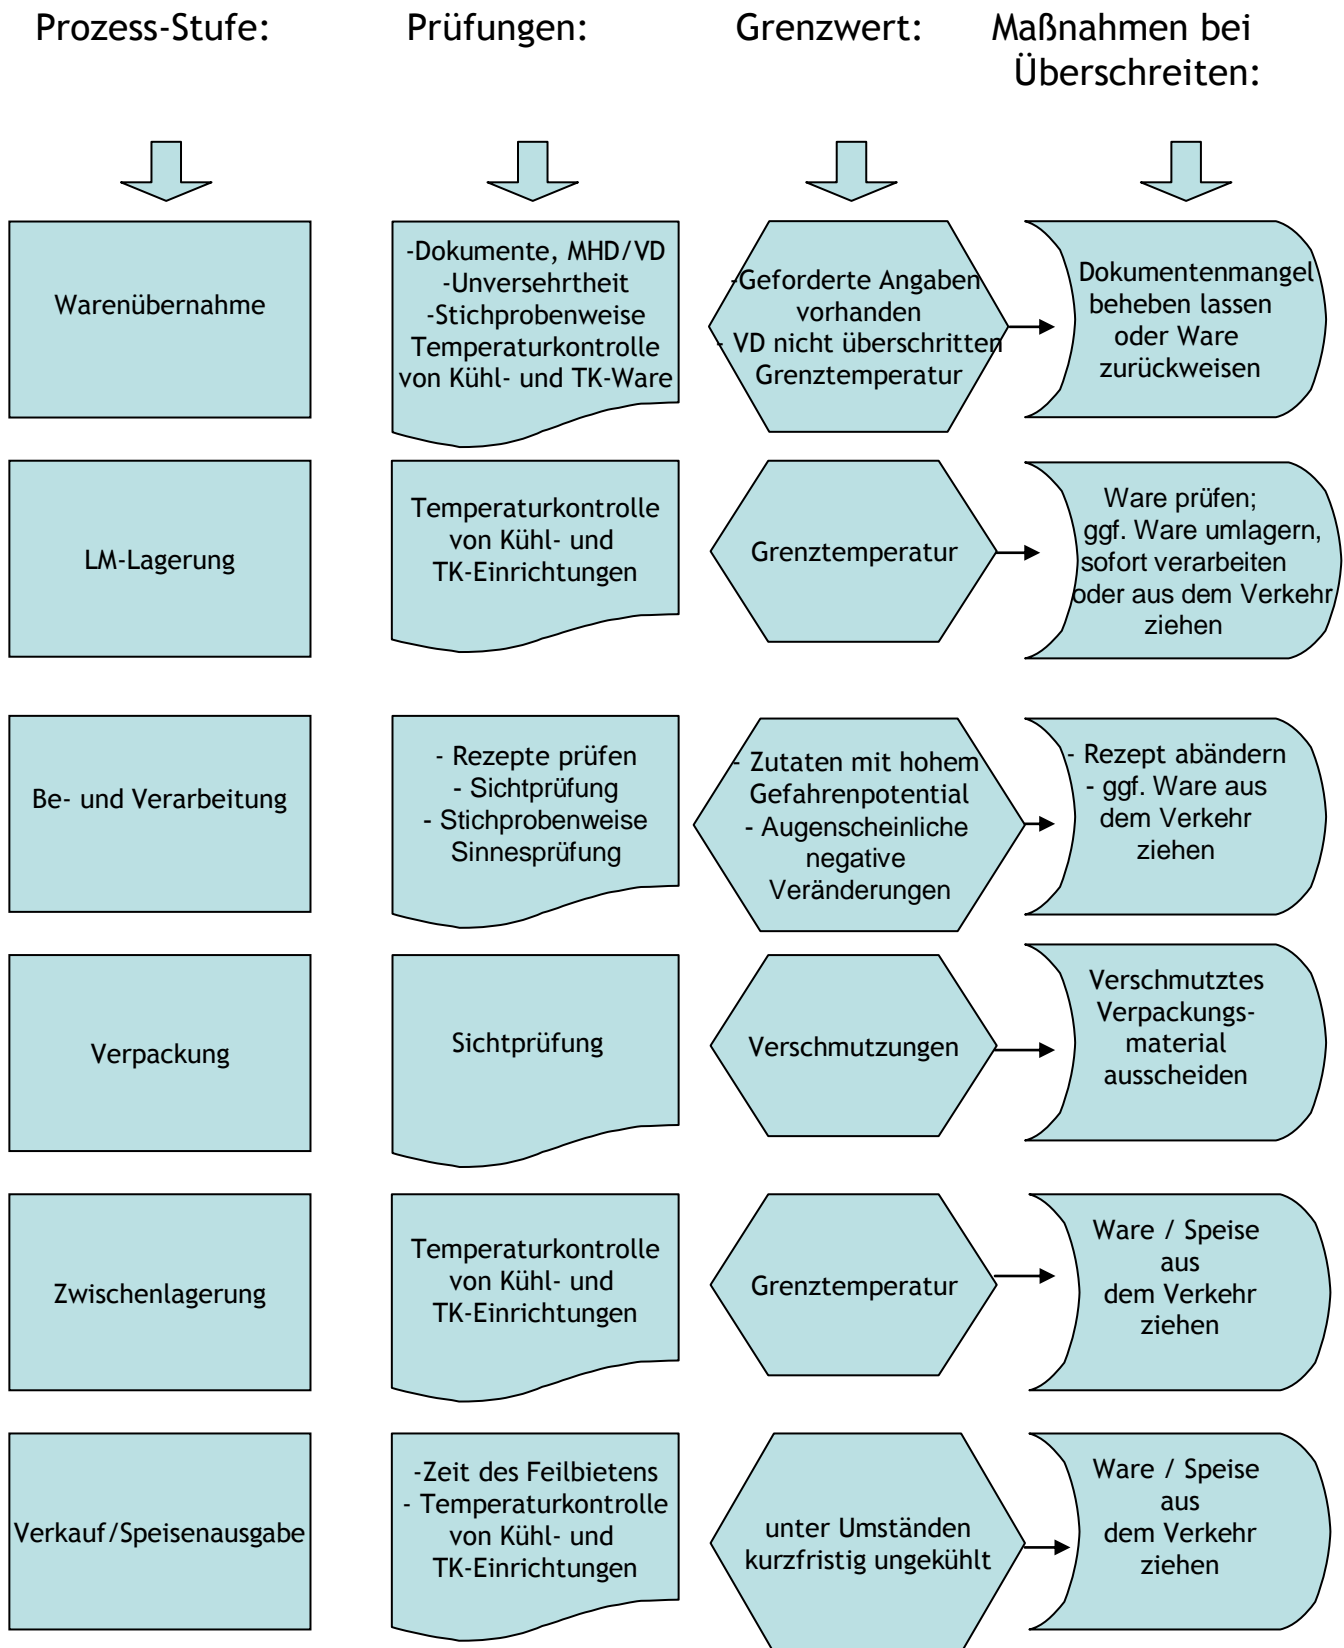 Prozess-Stufe:
Prüfungen:
Grenzwert:
Maßnahmen bei
Überschreiten:
Warenübernahme
-Dokumente, MHD/VD
-Unversehrtheit
-Stichprobenweise
Temperaturkontrolle
von Kühl- und TK-Ware
-Geforderte Angaben
vorhanden
- VD nicht überschritten
Grenztemperatur
Dokumentenmangel
beheben lassen
oder Ware
zurückweisen
LM-Lagerung
Temperaturkontrolle
von Kühl- und
TK-Einrichtungen
Grenztemperatur
Ware prüfen;
ggf. Ware umlagern,
sofort verarbeiten
oder aus dem Verkehr
ziehen
Be- und Verarbeitung
- Rezepte prüfen
- Sichtprüfung
- Stichprobenweise
Sinnesprüfung
- Zutaten mit hohem
Gefahrenpotential
- Augenscheinliche
negative
Veränderungen
- Rezept abändern
- ggf. Ware aus
dem Verkehr
ziehen
Verpackung
Sichtprüfung
Verschmutzungen
Verschmutztes
Verpackungs-
material
ausscheiden
Zwischenlagerung
Temperaturkontrolle
von Kühl- und
TK-Einrichtungen
Grenztemperatur
Ware / Speise
aus
dem Verkehr
ziehen
Verkauf/Speisenausgabe
-Zeit des Feilbietens
- Temperaturkontrolle
von Kühl- und
TK-Einrichtungen
unter Umständen
kurzfristig ungekühlt
Ware / Speise
aus
dem Verkehr
ziehen